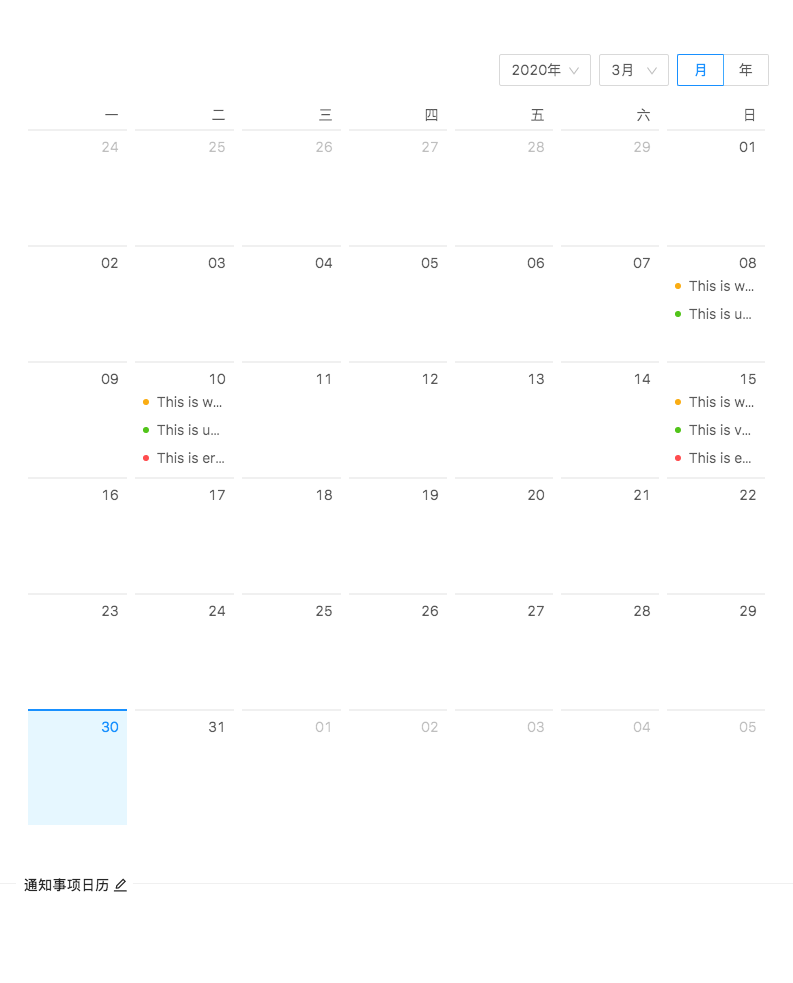 2020年 3月 月 年
一 二 三 四 五 六 日
24 25 26 27 28 29 01
02 03 04 05 06 07 08
This is w...
This is u...
09 10 11 12 13 14 15
This is w... This is w...
This is u... This is v...
This is er... This is e...
16 17 18 19 20 21 22
23 24 25 26 27 28 29
30 31 01 02 03 04 05
通知事项日历